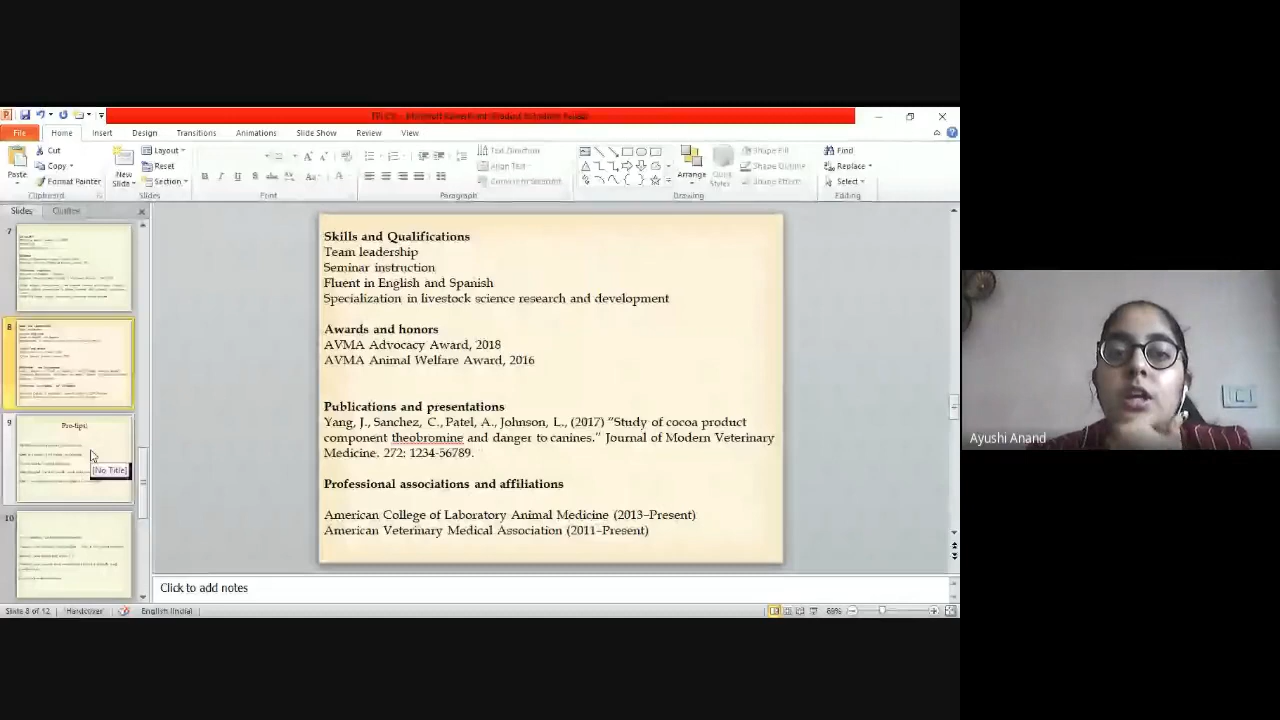 File Home Insert Design Transitions Animations Slide Show Review View
Cut
Copy
Format Painter
Paste
Clipboard
New
Slide
Layout
Reset
Section
Slides
Font
Text Direction
Align Text
Convert to SmartArt
Paragraph
Arrange
Quick
Styles
Shape Fill
Shape Outline
Shape Effects
Drawing
Find
Replace
Select
Editing
Slides Outline
7
8
9
Pro-tips:
[No Title]
10
Skills and Qualifications
Team leadership
Seminar instruction
Fluent in English and Spanish
Specialization in livestock science research and development
Awards and honors
AVMA Advocacy Award, 2018
AVMA Animal Welfare Award, 2016
Publications and presentations
Yang, J., Sanchez, C., Patel, A., Johnson, L., (2017) “Study of cocoa product
component theobromine and danger to canines.” Journal of Modern Veterinary
Medicine. 272: 1234-56789.
Professional associations and affiliations
American College of Laboratory Animal Medicine (2013–Present)
American Veterinary Medical Association (2011–Present)
Click to add notes
Slide 8 of 12 Hardcover English (India)
Ayushi Anand